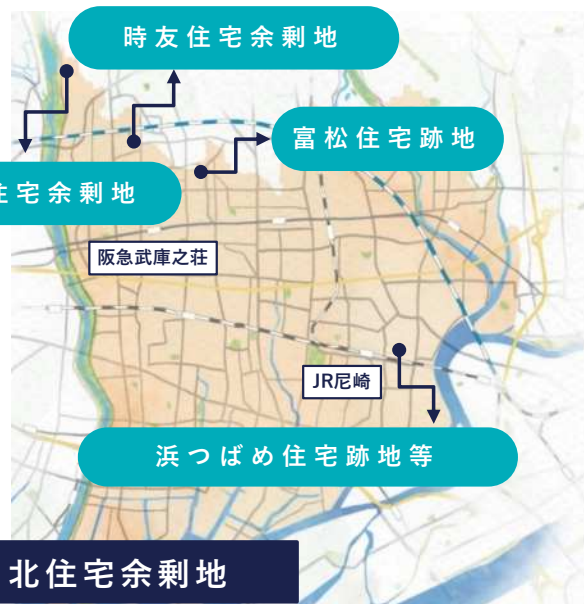 時友住宅余剰地
富松住宅跡地
住宅余剰地
阪急武庫之荘
JR尼崎
浜つばめ住宅跡地等
北住宅余剰地